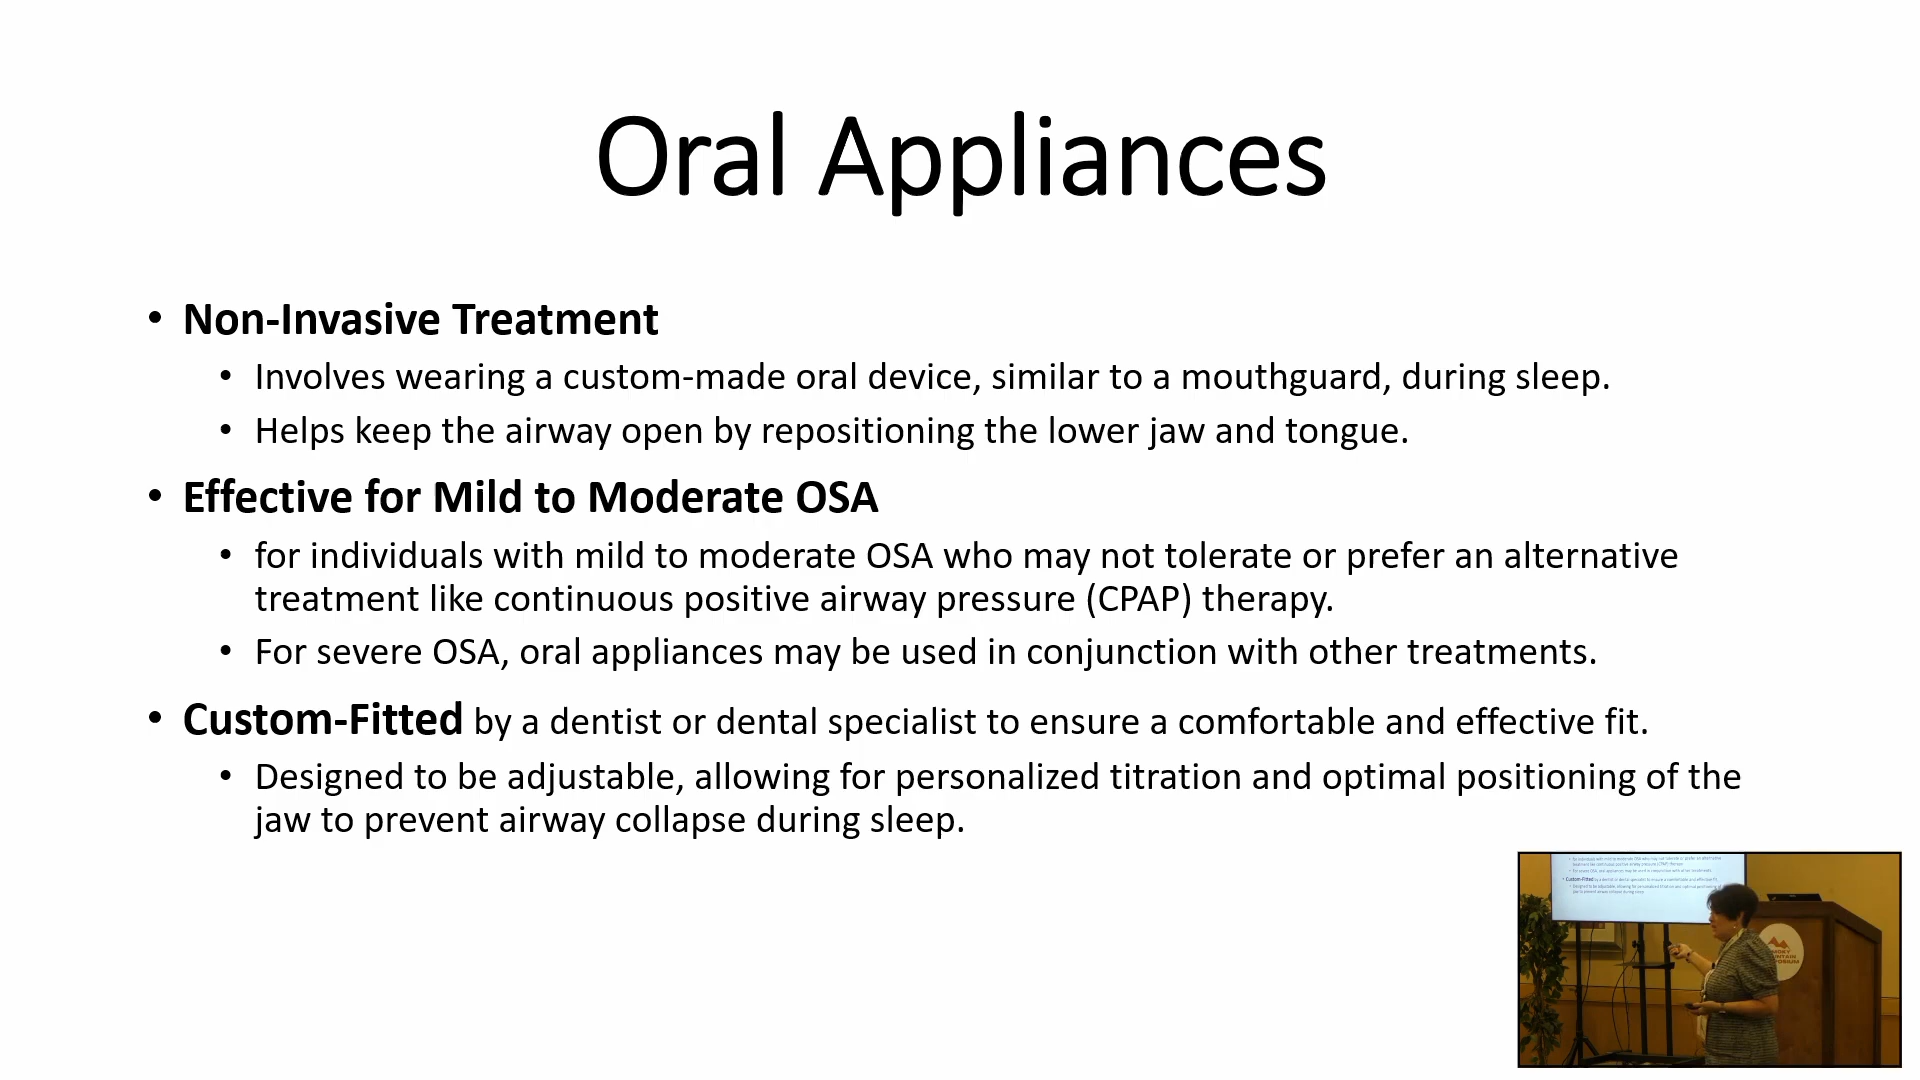 Oral Appliances
• Non-Invasive Treatment
• Involves wearing a custom-made oral device, similar to a mouthguard, during sleep.
• Helps keep the airway open by repositioning the lower jaw and tongue.
• Effective for Mild to Moderate OSA
• for individuals with mild to moderate OSA who may not tolerate or prefer an alternative
treatment like continuous positive airway pressure (CPAP) therapy.
• For severe OSA, oral appliances may be used in conjunction with other treatments.
• Custom-Fitted by a dentist or dental specialist to ensure a comfortable and effective fit.
• Designed to be adjustable, allowing for personalized titration and optimal positioning of the
jaw to prevent airway collapse during sleep.